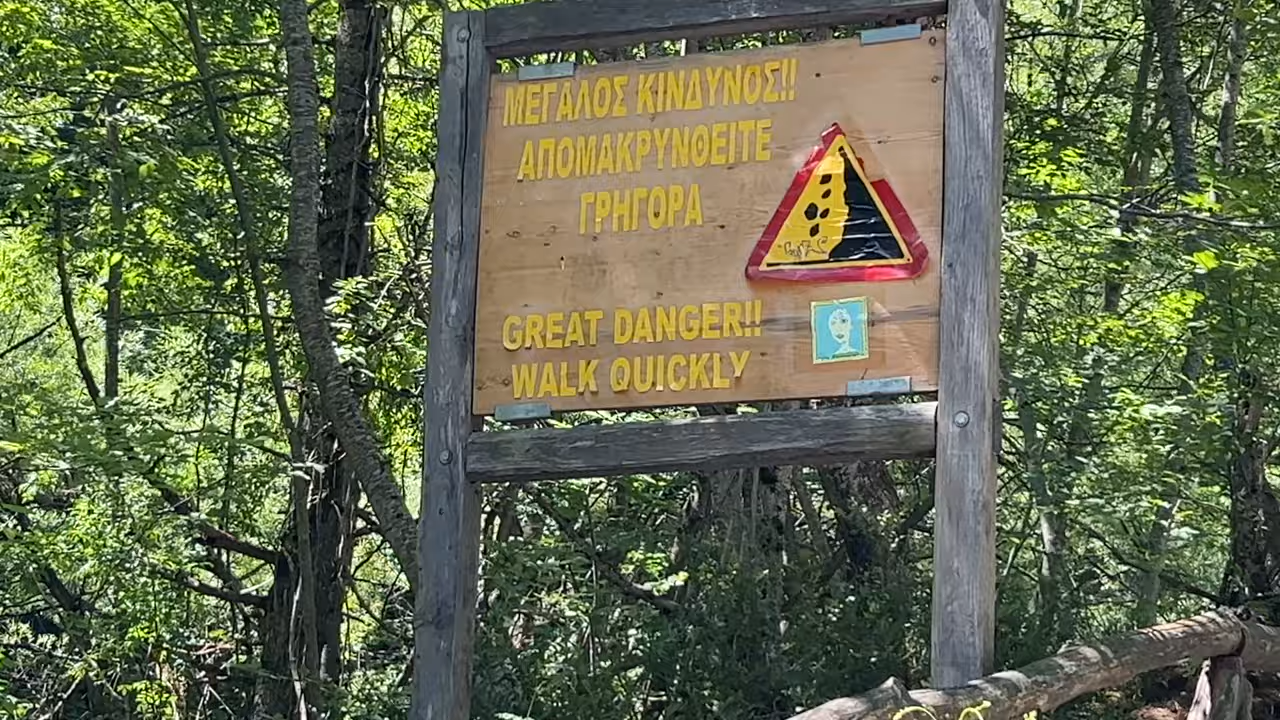 ΜΕΓΑΛΟΣ ΚΙΝΔΥΝΟΣ!!
ΑΠΟΜΑΚΡΥΝΘΕΙΤΕ
ΓΡΗΓΟΡΑ
GREAT DANGER!!
WALK QUICKLY